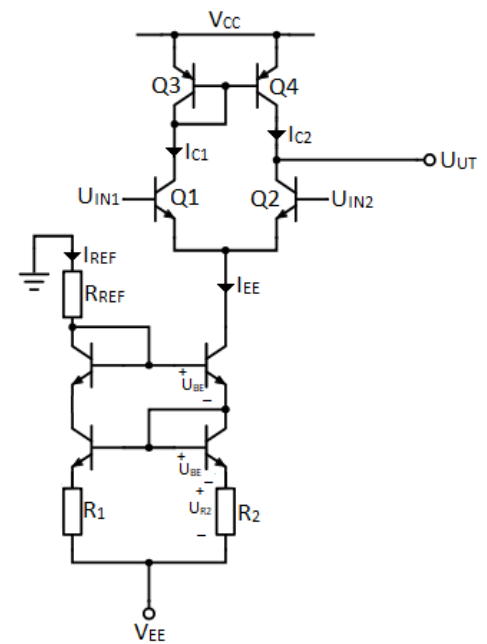 VCC
Q3
Q4
IC1
IC2
UUT
UIN1
Q1
Q2
UIN2
IREF
RREF
IEE
+
UBE
−
+
UBE
−
+
R1
UR2
R2
−
VEE